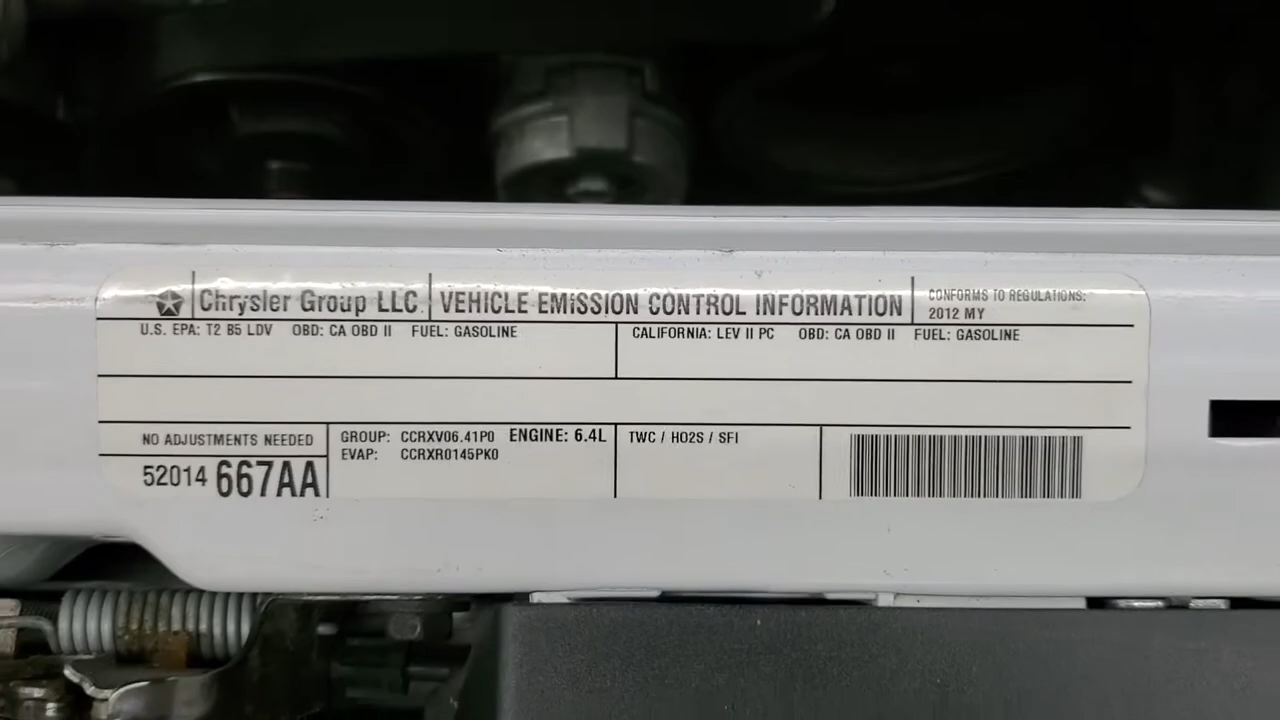 Chrysler Group LLC. VEHICLE EMISSION CONTROL INFORMATION
CONFORMS TO REGULATIONS:
2012 MY
U.S. EPA: T2 B5 LDV OBD: CA OBD II FUEL: GASOLINE
CALIFORNIA: LEV II PC OBD: CA OBD II FUEL: GASOLINE
NO ADJUSTMENTS NEEDED
52014 667AA
GROUP: CCRXV06.41P0 ENGINE: 6.4L
EVAP: CCRXR0145PK0
TWC / HO2S / SFI